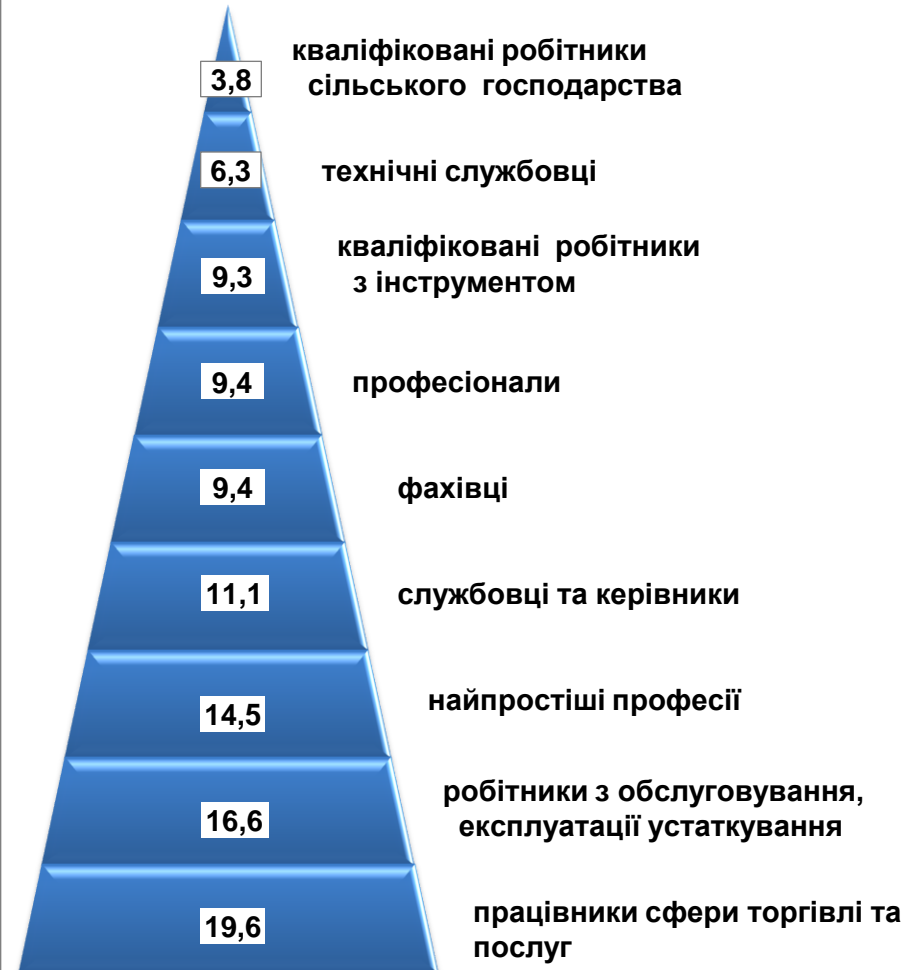 кваліфіковані робітники
3,8
сільського господарства
6,3
технічні службовці
кваліфіковані робітники
9,3
з інструментом
9,4
професіонали
9,4
фахівці
11,1
службовці та керівники
14,5
найпростіші професії
робітники з обслуговування,
16,6
експлуатації устаткування
19,6
працівники сфери торгівлі та
послуг